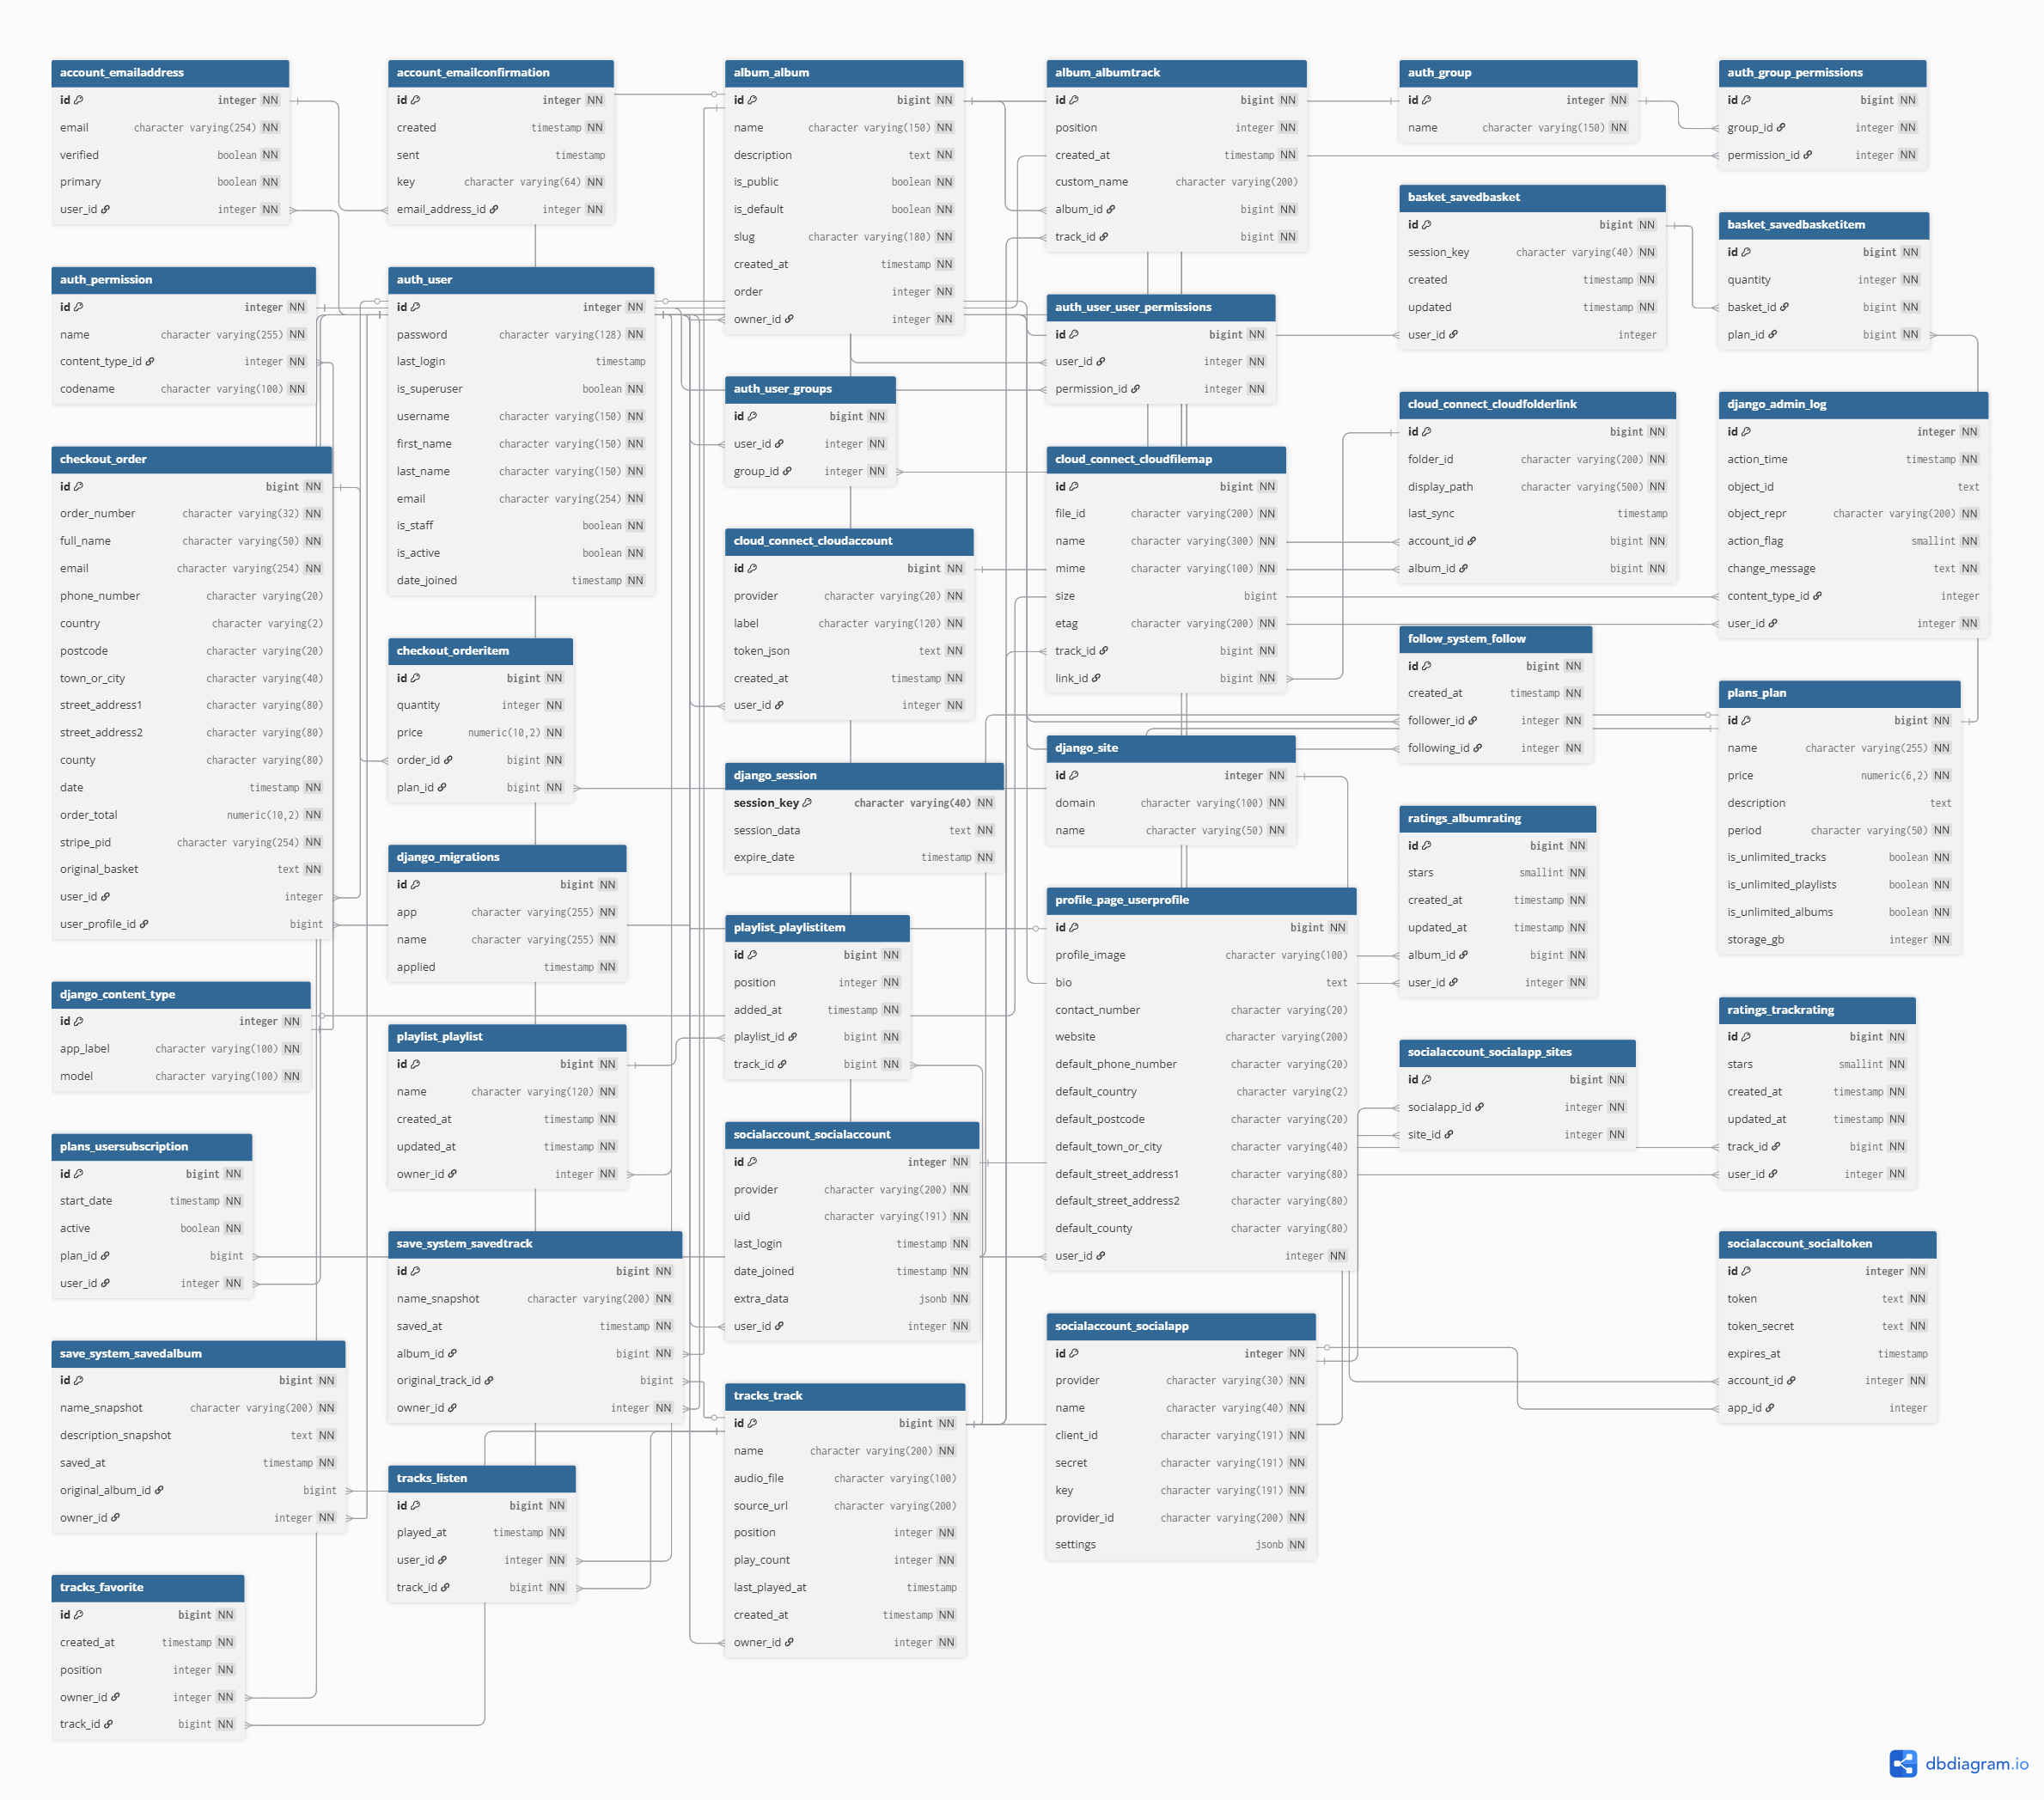 account_emailaddress
id integer NN
email character varying(254) NN
verified boolean NN
primary boolean NN
user_id integer NN
account_emailconfirmation
id integer NN
created timestamp NN
sent timestamp
key character varying(64) NN
email_address_id integer NN
album_album
id bigint NN
name character varying(150) NN
description text NN
is_public boolean NN
is_default boolean NN
slug character varying(180) NN
created_at timestamp NN
order integer NN
owner_id integer NN
album_albumtrack
id bigint NN
position integer NN
created_at timestamp NN
custom_name character varying(200)
album_id bigint NN
track_id bigint NN
auth_group
id integer NN
name character varying(150) NN
auth_group_permissions
id bigint NN
group_id integer NN
permission_id integer NN
basket_savedbasket
id bigint NN
session_key character varying(40) NN
created timestamp NN
updated timestamp NN
user_id integer
basket_savedbasketitem
id bigint NN
quantity integer NN
basket_id bigint NN
plan_id bigint NN
auth_permission
id integer NN
name character varying(255) NN
content_type_id integer NN
codename character varying(100) NN
auth_user
id integer NN
password character varying(128) NN
last_login timestamp
is_superuser boolean NN
username character varying(150) NN
first_name character varying(150) NN
last_name character varying(150) NN
email character varying(254) NN
is_staff boolean NN
is_active boolean NN
date_joined timestamp NN
auth_user_groups
id bigint NN
user_id integer NN
group_id integer NN
auth_user_user_permissions
id bigint NN
user_id integer NN
permission_id integer NN
cloud_connect_cloudfolderlink
id bigint NN
folder_id character varying(200) NN
display_path character varying(500) NN
last_sync timestamp
account_id bigint NN
album_id bigint NN
django_admin_log
id integer NN
action_time timestamp NN
object_id text
object_repr character varying(200) NN
action_flag smallint NN
change_message text NN
content_type_id integer
user_id integer NN
checkout_order
id bigint NN
order_number character varying(32) NN
full_name character varying(50) NN
email character varying(254) NN
phone_number character varying(20)
country character varying(2)
postcode character varying(20)
town_or_city character varying(40)
street_address1 character varying(80)
street_address2 character varying(80)
county character varying(80)
date timestamp NN
order_total numeric(10,2) NN
stripe_pid character varying(254) NN
original_basket text NN
user_id integer
user_profile_id bigint
checkout_orderitem
id bigint NN
quantity integer NN
price numeric(10,2) NN
order_id bigint NN
plan_id bigint NN
cloud_connect_cloudaccount
id bigint NN
provider character varying(20) NN
label character varying(120) NN
token_json text NN
created_at timestamp NN
user_id integer NN
cloud_connect_cloudfilemap
id bigint NN
file_id character varying(200) NN
name character varying(300) NN
mime character varying(100) NN
size bigint
etag character varying(200) NN
track_id bigint NN
link_id bigint NN
follow_system_follow
id bigint NN
created_at timestamp NN
follower_id integer NN
following_id integer NN
plans_plan
id bigint NN
name character varying(255) NN
price numeric(6,2) NN
description text
period character varying(50) NN
is_unlimited_tracks boolean NN
is_unlimited_playlists boolean NN
is_unlimited_albums boolean NN
storage_gb integer NN
django_migrations
id bigint NN
app character varying(255) NN
name character varying(255) NN
applied timestamp NN
django_session
session_key character varying(40) NN
session_data text NN
expire_date timestamp NN
django_site
id integer NN
domain character varying(100) NN
name character varying(50) NN
ratings_albumrating
id bigint NN
stars smallint NN
created_at timestamp NN
updated_at timestamp NN
album_id bigint NN
user_id integer NN
django_content_type
id integer NN
app_label character varying(100) NN
model character varying(100) NN
playlist_playlist
id bigint NN
name character varying(120) NN
created_at timestamp NN
updated_at timestamp NN
owner_id integer NN
playlist_playlistitem
id bigint NN
position integer NN
added_at timestamp NN
playlist_id bigint NN
track_id bigint NN
profile_page_userprofile
id bigint NN
profile_image character varying(100)
bio text
contact_number character varying(20)
website character varying(200)
default_phone_number character varying(20)
default_country character varying(2)
default_postcode character varying(20)
default_town_or_city character varying(40)
default_street_address1 character varying(80)
default_street_address2 character varying(80)
default_county character varying(80)
user_id integer NN
socialaccount_socialapp_sites
id bigint NN
socialapp_id integer NN
site_id integer NN
ratings_trackrating
id bigint NN
stars smallint NN
created_at timestamp NN
updated_at timestamp NN
track_id bigint NN
user_id integer NN
plans_usersubscription
id bigint NN
start_date timestamp NN
active boolean NN
plan_id bigint
user_id integer NN
save_system_savedtrack
id bigint NN
name_snapshot character varying(200) NN
saved_at timestamp NN
album_id bigint NN
original_track_id bigint
owner_id integer NN
socialaccount_socialaccount
id integer NN
provider character varying(200) NN
uid character varying(191) NN
last_login timestamp NN
date_joined timestamp NN
extra_data jsonb NN
user_id integer NN
socialaccount_socialapp
id integer NN
provider character varying(30) NN
name character varying(40) NN
client_id character varying(191) NN
secret character varying(191) NN
key character varying(191) NN
provider_id character varying(200) NN
settings jsonb NN
socialaccount_socialtoken
id integer NN
token text NN
token_secret text NN
expires_at timestamp
account_id integer NN
app_id integer
save_system_savedalbum
id bigint NN
name_snapshot character varying(200) NN
description_snapshot text NN
saved_at timestamp NN
original_album_id bigint
owner_id integer NN
tracks_listen
id bigint NN
played_at timestamp NN
user_id integer NN
track_id bigint NN
tracks_track
id bigint NN
name character varying(200) NN
audio_file character varying(100)
source_url character varying(200)
position integer NN
play_count integer NN
last_played_at timestamp
created_at timestamp NN
owner_id integer NN
tracks_favorite
id bigint NN
created_at timestamp NN
position integer NN
owner_id integer NN
track_id bigint NN
dbdiagram.io